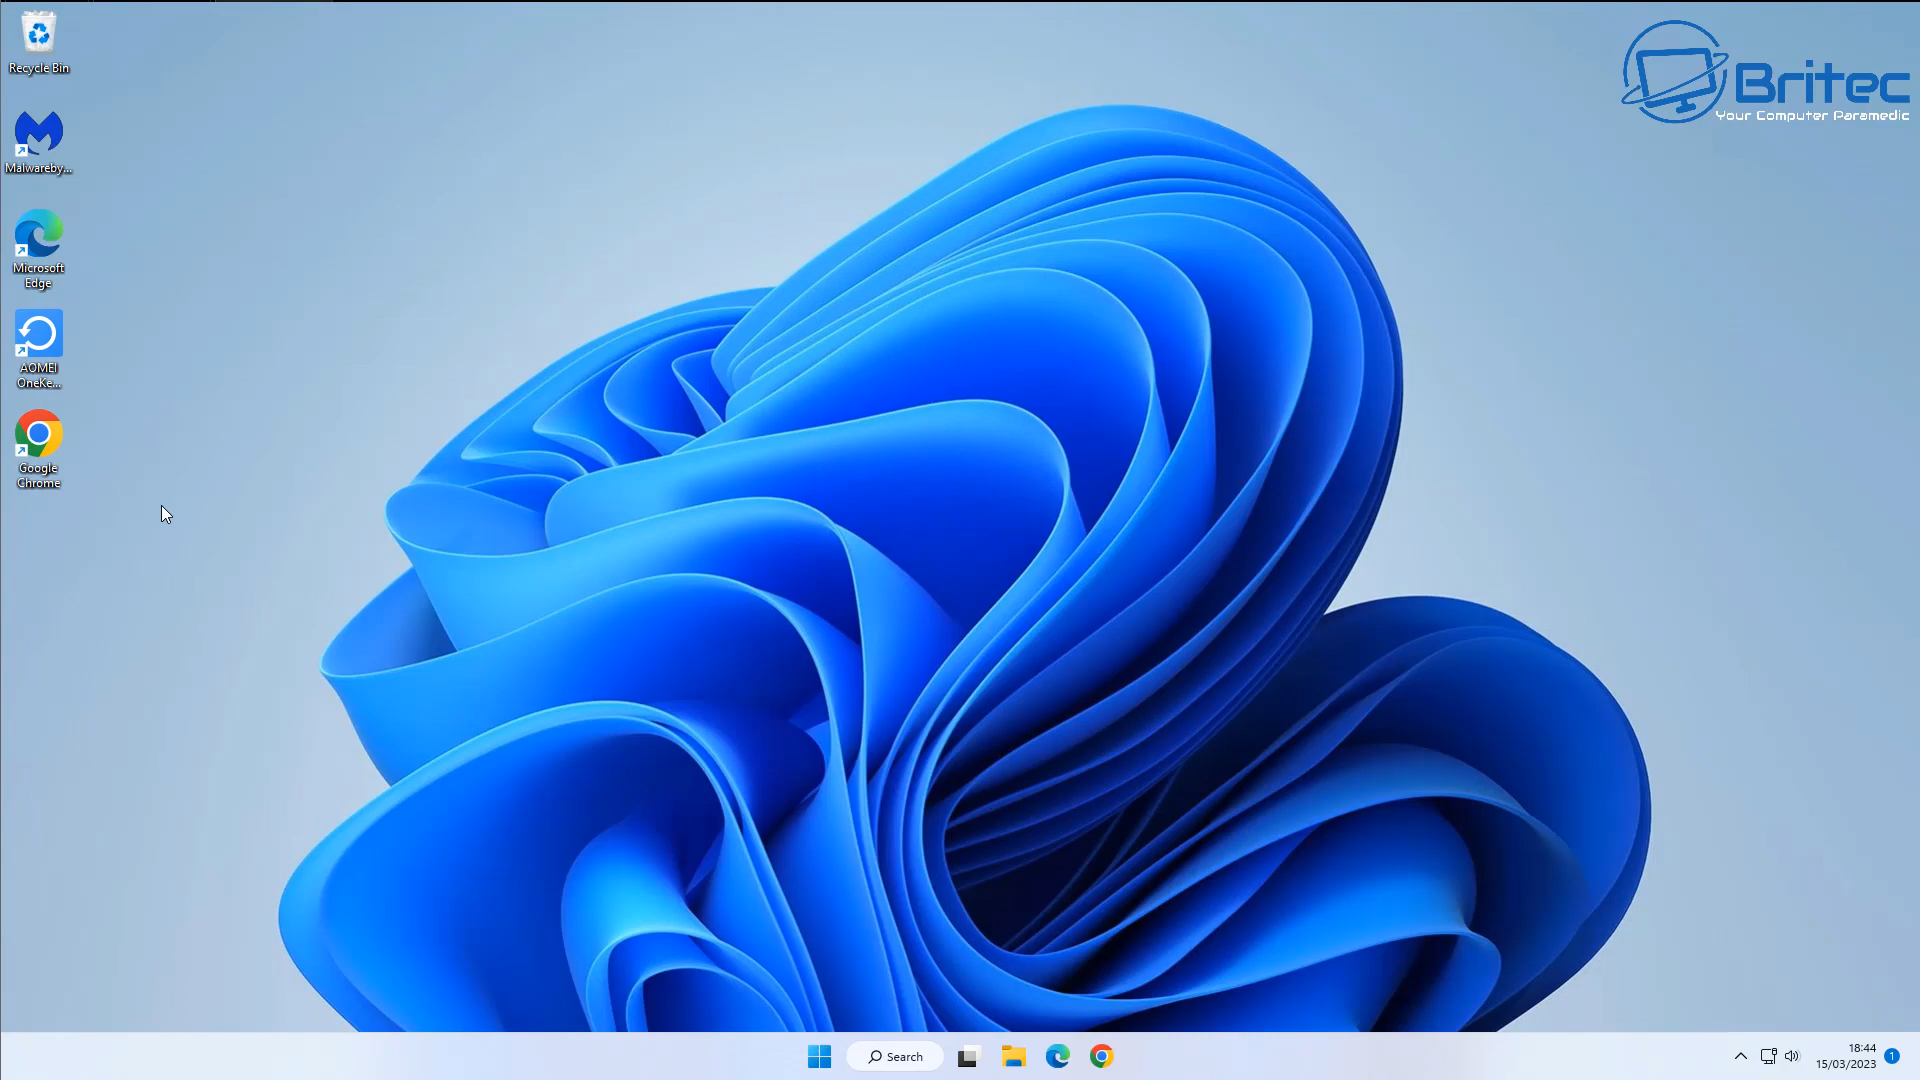 Recycle Bin
Malwareby...
Microsoft
Edge
AOMEI
OneKe...
Google
Chrome
Britec
Your Computer Paramedic
Search
18:44
15/03/2023
1